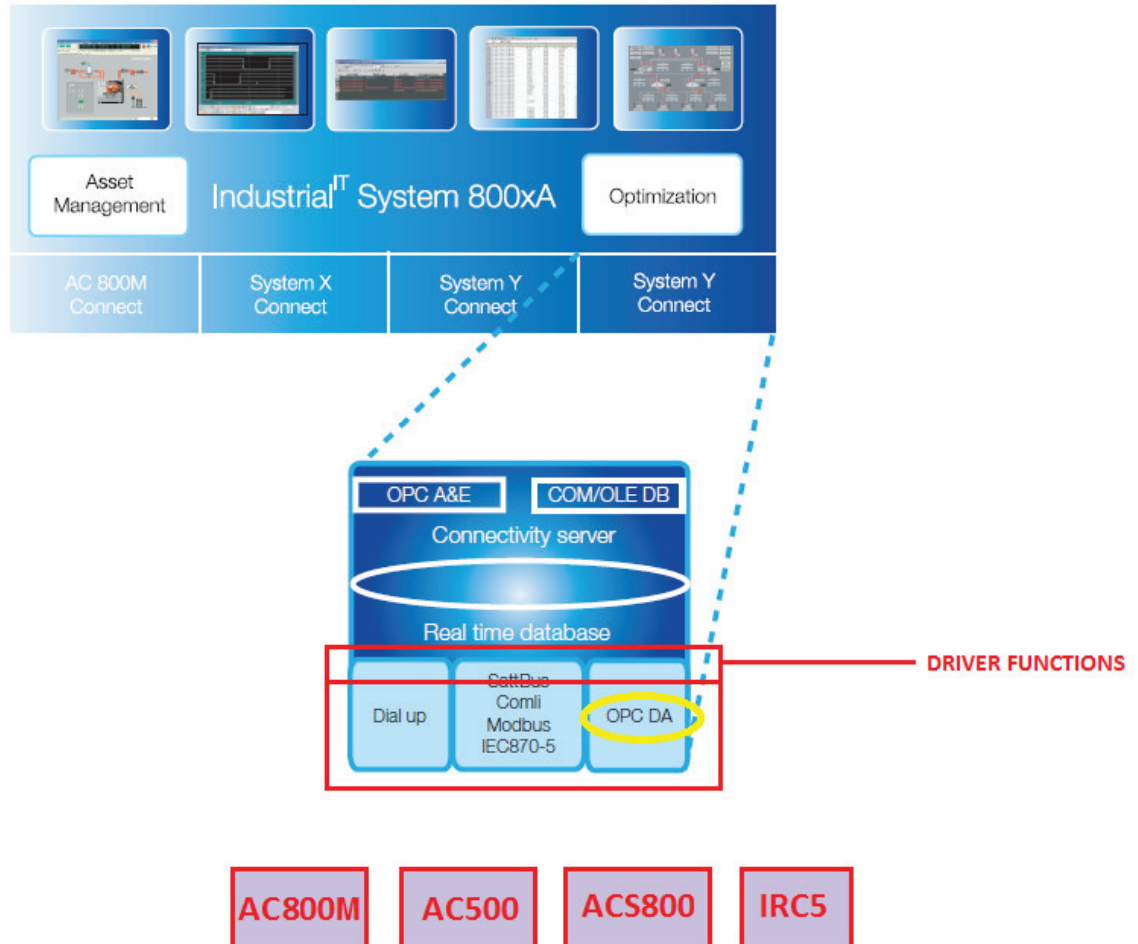 Asset
Management
Industrial IT System 800xA
Optimization
AC 800M
Connect
System X
Connect
System Y
Connect
System Y
Connect
OPC A&E
COM/OLE DB
Connectivity server
Real time database
DRIVER FUNCTIONS
Dial up
SattBus
Comli
Modbus
IEC870-5
OPC DA
AC800M
AC500
ACS800
IRC5